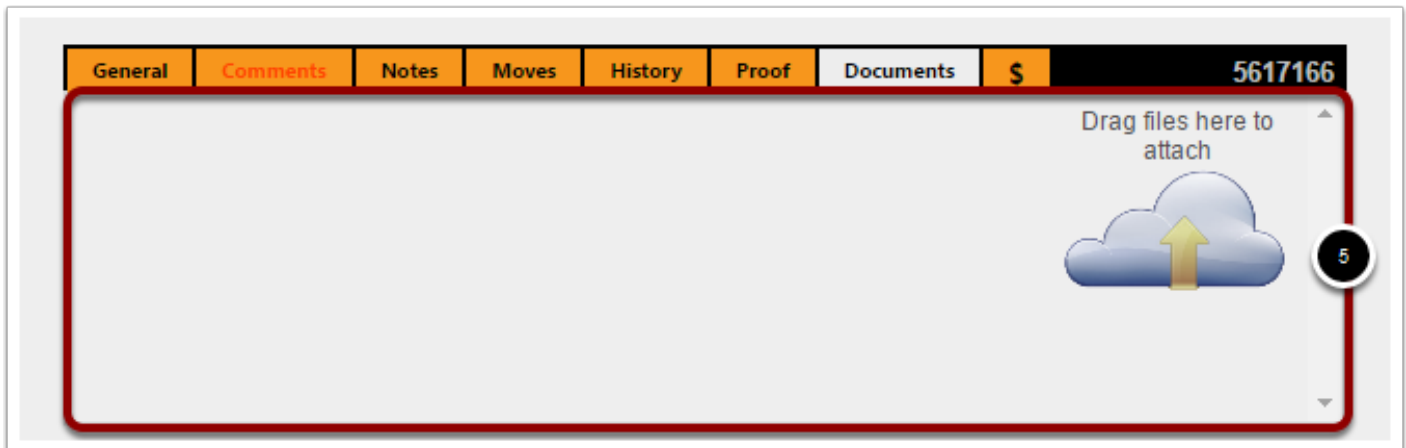 General Comments Notes Moves History Proof Documents $ 5617166
Drag files here to
attach
5